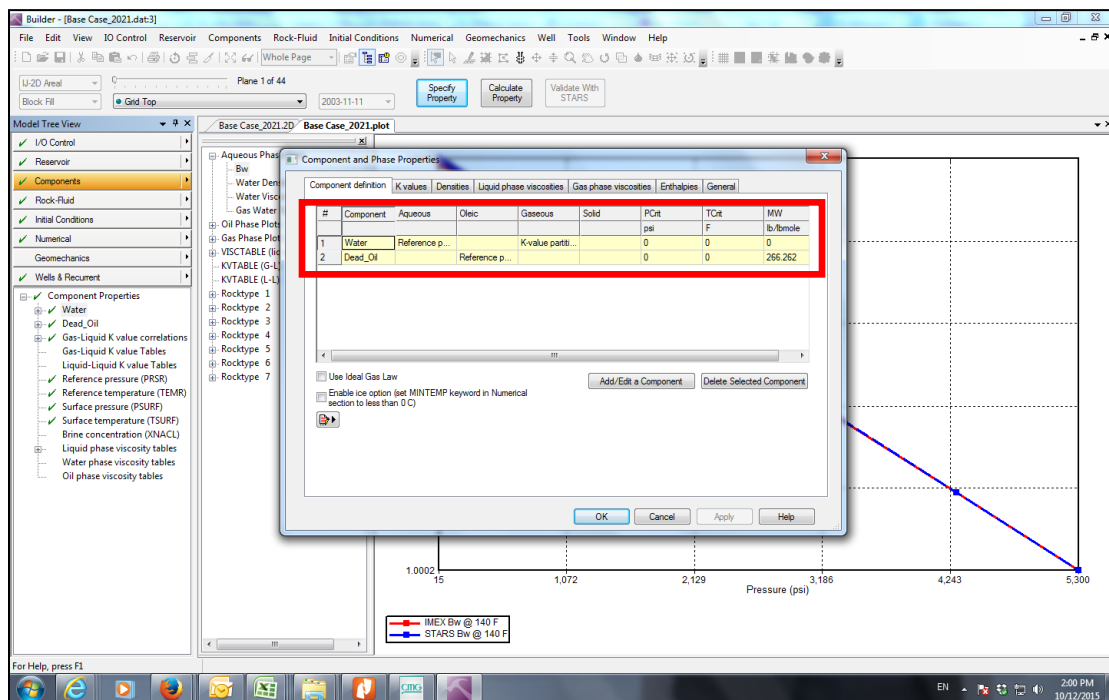 Builder - [Base Case_2021.dat:3]
File Edit View IO Control Reservoir Components Rock-Fluid Initial Conditions Numerical Geomechanics Well Tools Window Help
Whole Page
IJ-2D Areal
Plane 1 of 44
Block Fill
Grid Top
2003-11-11
Specify Property
Calculate Property
Validate With STARS
Model Tree View
I/O Control
Reservoir
Components
Rock-Fluid
Initial Conditions
Numerical
Geomechanics
Wells & Recurrent
Component Properties
Water
Dead_Oil
Gas-Liquid K value correlations
Gas-Liquid K value Tables
Liquid-Liquid K value Tables
Reference pressure (PRSR)
Reference temperature (TEMR)
Surface pressure (PSURF)
Surface temperature (TSURF)
Brine concentration (XNACL)
Liquid phase viscosity tables
Water phase viscosity tables
Oil phase viscosity tables
Base Case_2021.2D
Base Case_2021.plot
Aqueous Phas
Bw
Water Den
Water Visc
Gas Water
Oil Phase Plot
Gas Phase Plot
VISCTABLE (li
KVTABLE (G-L
KVTABLE (L-L)
Rocktype 1
Rocktype 2
Rocktype 3
Rocktype 4
Rocktype 5
Rocktype 6
Rocktype 7
Component and Phase Properties
Component definition K values Densities Liquid phase viscosities Gas phase viscosities Enthalpies General
# Component Aqueous Oleic Gaseous Solid PCrit TCrit MW
psi F lb/lbmole
1 Water Reference p... K-value partiti... 0 0 0
2 Dead_Oil Reference p... 0 0 266.262
Use Ideal Gas Law
Enable ice option (set MINTEMP keyword in Numerical
section to less than 0 C)
Add/Edit a Component
Delete Selected Component
OK Cancel Apply Help
1.0002
15 1,072 2,129 3,186 4,243 5,300
Pressure (psi)
IMEX Bw @ 140 F
STARS Bw @ 140 F
For Help, press F1
cmg
EN
2:00 PM
10/12/2015